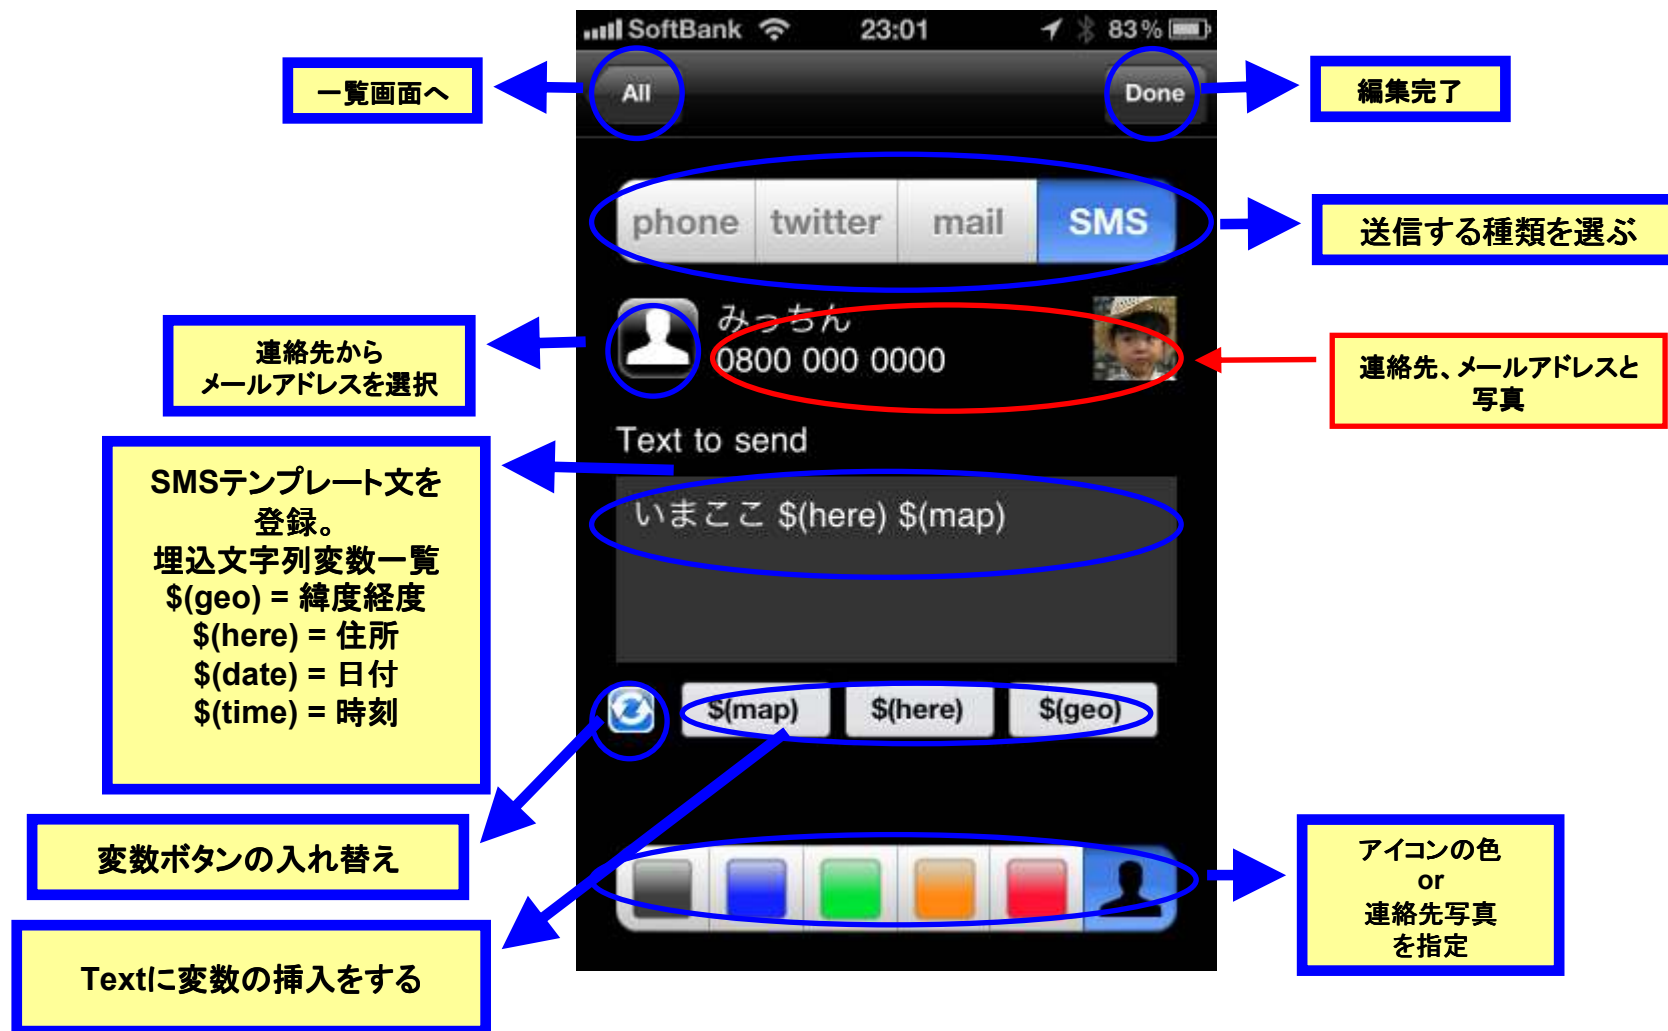 SoftBank 23:01 83%
一覧画面へ
All
Done
編集完了
phone twitter mail SMS
送信する種類を選ぶ
みっちん
0800 000 0000
連絡先から
メールアドレスを選択
連絡先、メールアドレスと
写真
Text to send
いまここ $(here) $(map)
SMSテンプレート文を
登録。
埋込文字列変数一覧
$(geo) = 緯度経度
$(here) = 住所
$(date) = 日付
$(time) = 時刻
$(map) $(here) $(geo)
変数ボタンの入れ替え
Textに変数の挿入をする
アイコンの色
or
連絡先写真
を指定